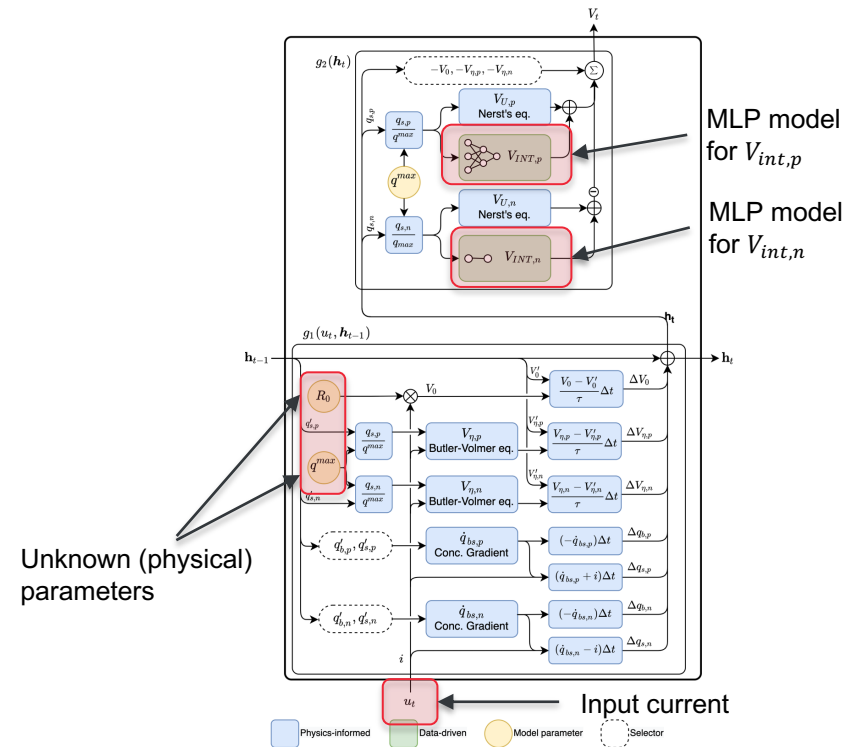 V_t
g_2(h_t)
−V_0, −V_{η,p}, −V_{η,n}
Σ
q_{s,p}
q_{s,p}/q^{max}
V_{U,p}
Nerst's eq.
V_{INT,p}
MLP model
for V_{int,p}
q^{max}
V_{U,n}
Nerst's eq.
q_{s,n}
q_{s,n}/q_{max}
V_{INT,n}
MLP model
for V_{int,n}
h_t
g_1(u_t, h_{t−1})
h_{t−1}
h_t
R_0
V_0
V'_0
V_0 − V'_0/τ Δt
ΔV_0
q'_{s,p}
q_{s,p}/q^{max}
V_{η,p}
Butler-Volmer eq.
V'_{η,p}
V_{η,p} − V'_{η,p}/τ Δt
ΔV_{η,p}
q^{max}
q'_{s,n}
q_{s,n}/q^{max}
V_{η,n}
Butler-Volmer eq.
V'_{η,n}
V_{η,n} − V'_{η,n}/τ Δt
ΔV_{η,n}
Unknown (physical)
parameters
q'_{b,p}, q'_{s,p}
q̇_{bs,p}
Conc. Gradient
(−q̇_{bs,p})Δt
Δq_{b,p}
(q̇_{bs,p} + i)Δt
Δq_{s,p}
q'_{b,n}, q'_{s,n}
q̇_{bs,n}
Conc. Gradient
(−q̇_{bs,n})Δt
Δq_{b,n}
(q̇_{bs,n} − i)Δt
Δq_{s,n}
i
u_t
Input current
Physics-informed
Data-driven
Model parameter
Selector